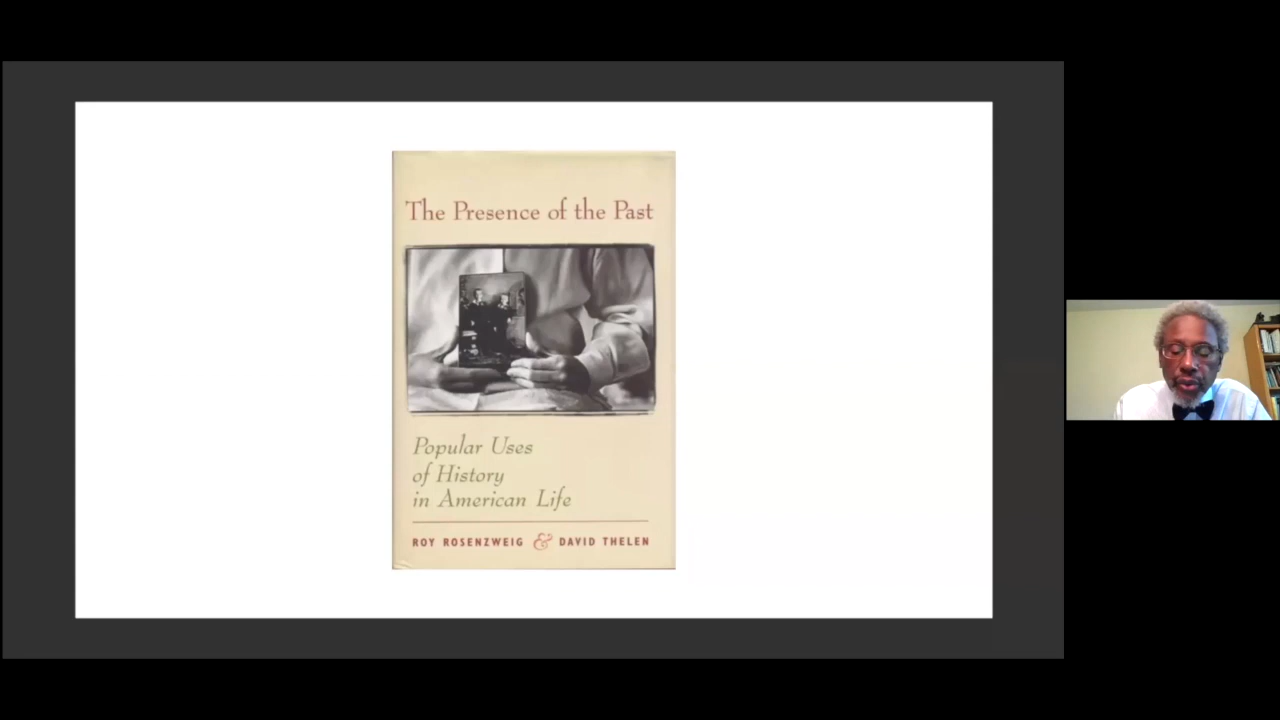 The Presence of the Past
Popular Uses
of History
in American Life
ROY ROSENZWEIG & DAVID THELEN